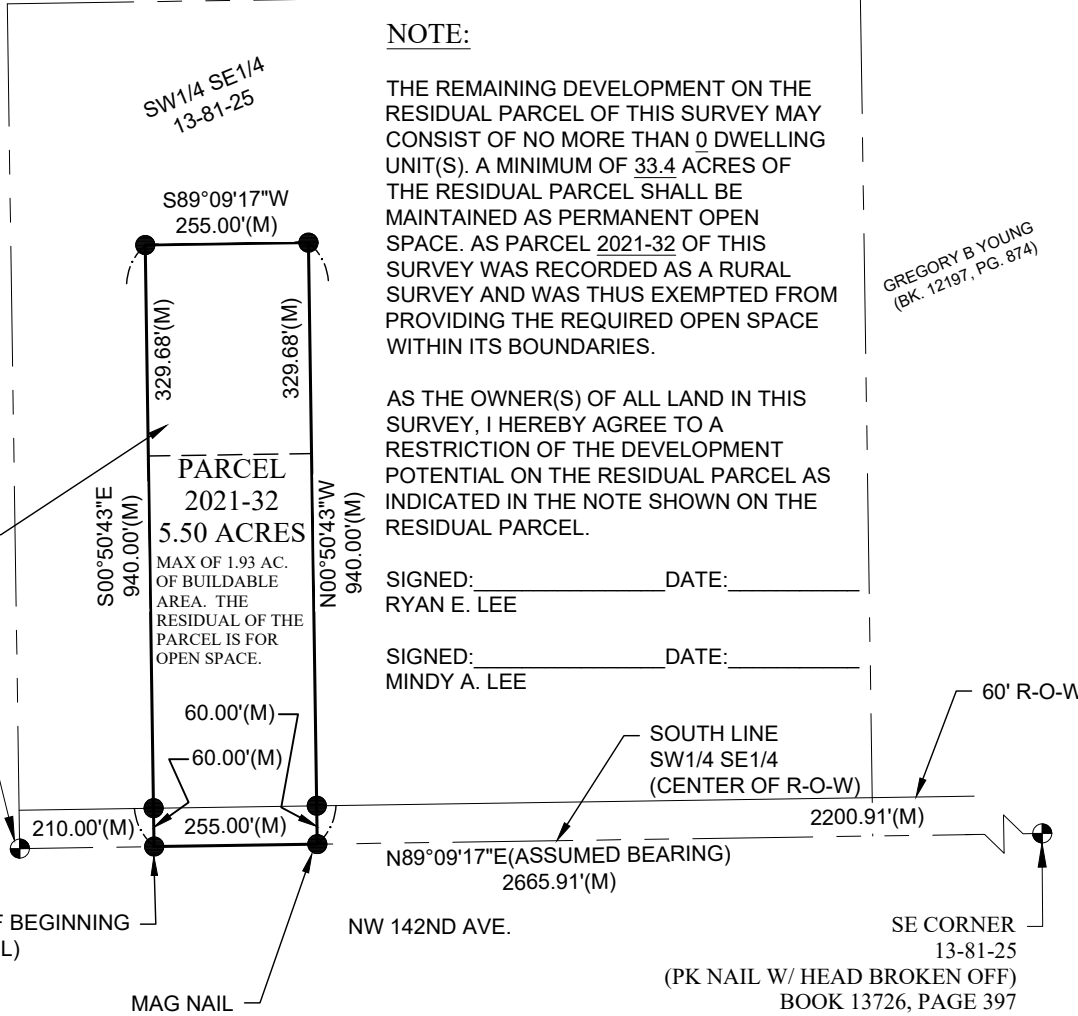 NOTE:
THE REMAINING DEVELOPMENT ON THE
RESIDUAL PARCEL OF THIS SURVEY MAY
CONSIST OF NO MORE THAN 0 DWELLING
UNIT(S). A MINIMUM OF 33.4 ACRES OF
THE RESIDUAL PARCEL SHALL BE
MAINTAINED AS PERMANENT OPEN
SPACE. AS PARCEL 2021-32 OF THIS
SURVEY WAS RECORDED AS A RURAL
SURVEY AND WAS THUS EXEMPTED FROM
PROVIDING THE REQUIRED OPEN SPACE
WITHIN ITS BOUNDARIES.
AS THE OWNER(S) OF ALL LAND IN THIS
SURVEY, I HEREBY AGREE TO A
RESTRICTION OF THE DEVELOPMENT
POTENTIAL ON THE RESIDUAL PARCEL AS
INDICATED IN THE NOTE SHOWN ON THE
RESIDUAL PARCEL.
SIGNED:_________________DATE:____________
RYAN E. LEE
SIGNED:_________________DATE:____________
MINDY A. LEE
SW1/4 SE1/4
13-81-25
S89°09'17"W
255.00'(M)
329.68'(M)
329.68'(M)
S00°50'43"E
940.00'(M)
N00°50'43"W
940.00'(M)
PARCEL
2021-32
5.50 ACRES
MAX OF 1.93 AC.
OF BUILDABLE
AREA. THE
RESIDUAL OF THE
PARCEL IS FOR
OPEN SPACE.
60.00'(M)
60.00'(M)
210.00'(M)
255.00'(M)
GREGORY B YOUNG
(BK. 12197, PG. 874)
60' R-O-W
SOUTH LINE
SW1/4 SE1/4
(CENTER OF R-O-W)
2200.91'(M)
N89°09'17"E(ASSUMED BEARING)
2665.91'(M)
NW 142ND AVE.
F BEGINNING
L)
MAG NAIL
SE CORNER
13-81-25
(PK NAIL W/ HEAD BROKEN OFF)
BOOK 13726, PAGE 397